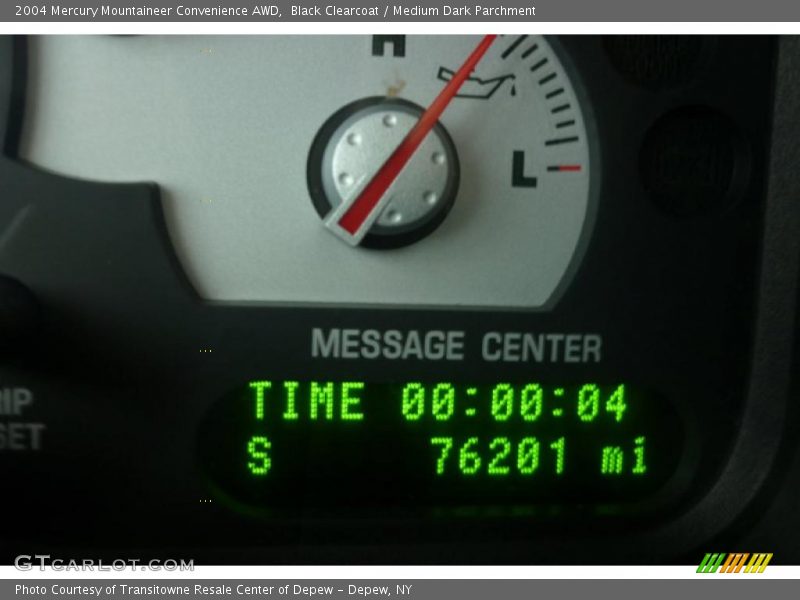 2004 Mercury Mountaineer Convenience AWD, Black Clearcoat / Medium Dark Parchment
H
L
MESSAGE CENTER
TIME 00:00:04
S 76201 mi
GTCARLOT.COM
Photo Courtesy of Transitowne Resale Center of Depew – Depew, NY